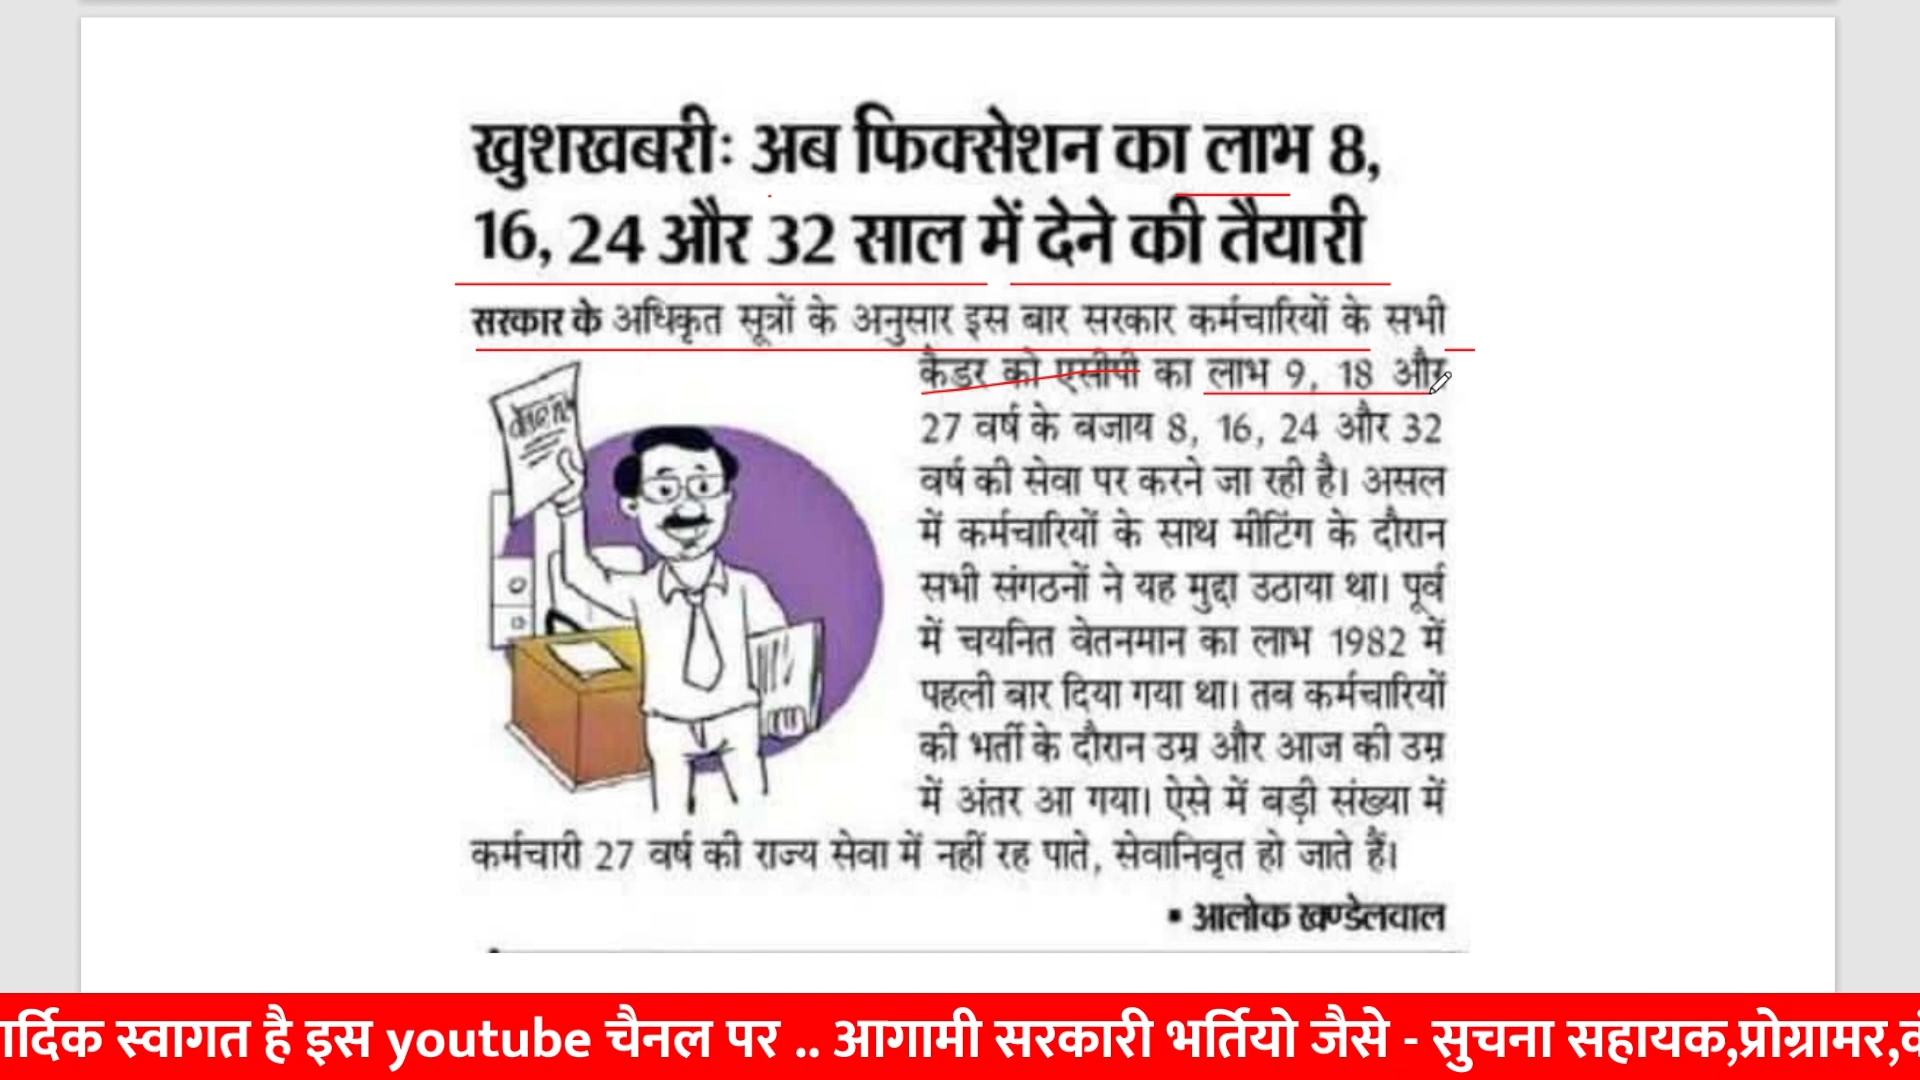 खुशखबरीः अब फिक्सेशन का लाभ 8,
16, 24 और 32 साल में देने की तैयारी
सरकार के अधिकृत सूत्रों के अनुसार इस बार सरकार कर्मचारियों के सभी
कैडर को एसीपी का लाभ 9, 18 और
27 वर्ष के बजाय 8, 16, 24 और 32
वर्ष की सेवा पर करने जा रही है। असल
में कर्मचारियों के साथ मीटिंग के दौरान
सभी संगठनों ने यह मुद्दा उठाया था। पूर्व
में चयनित वेतनमान का लाभ 1982 में
पहली बार दिया गया था। तब कर्मचारियों
की भर्ती के दौरान उम्र और आज की उम्र
में अंतर आ गया। ऐसे में बड़ी संख्या में
कर्मचारी 27 वर्ष की राज्य सेवा में नहीं रह पाते, सेवानिवृत हो जाते हैं।
▪ आलोक खण्डेलवाल
स्वागत है इस youtube चैनल पर .. आगामी सरकारी भर्तियो जैसे - सुचना सहायक,प्रोग्रामर,